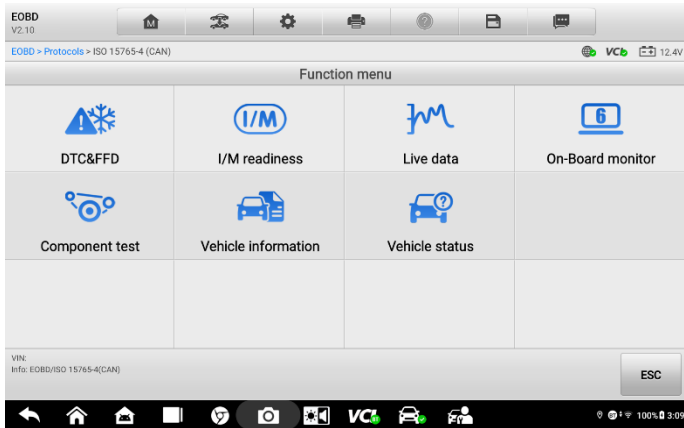 EOBD
V2.10
M
?
EOBD > Protocols > ISO 15765-4 (CAN)
VCI
12.4V
Function menu
I/M
6
DTC&FFD
I/M readiness
Live data
On-Board monitor
?
Component test
Vehicle information
Vehicle status
VIN:
Info: EOBD/ISO 15765-4(CAN)
ESC
VCI
100%
3:09